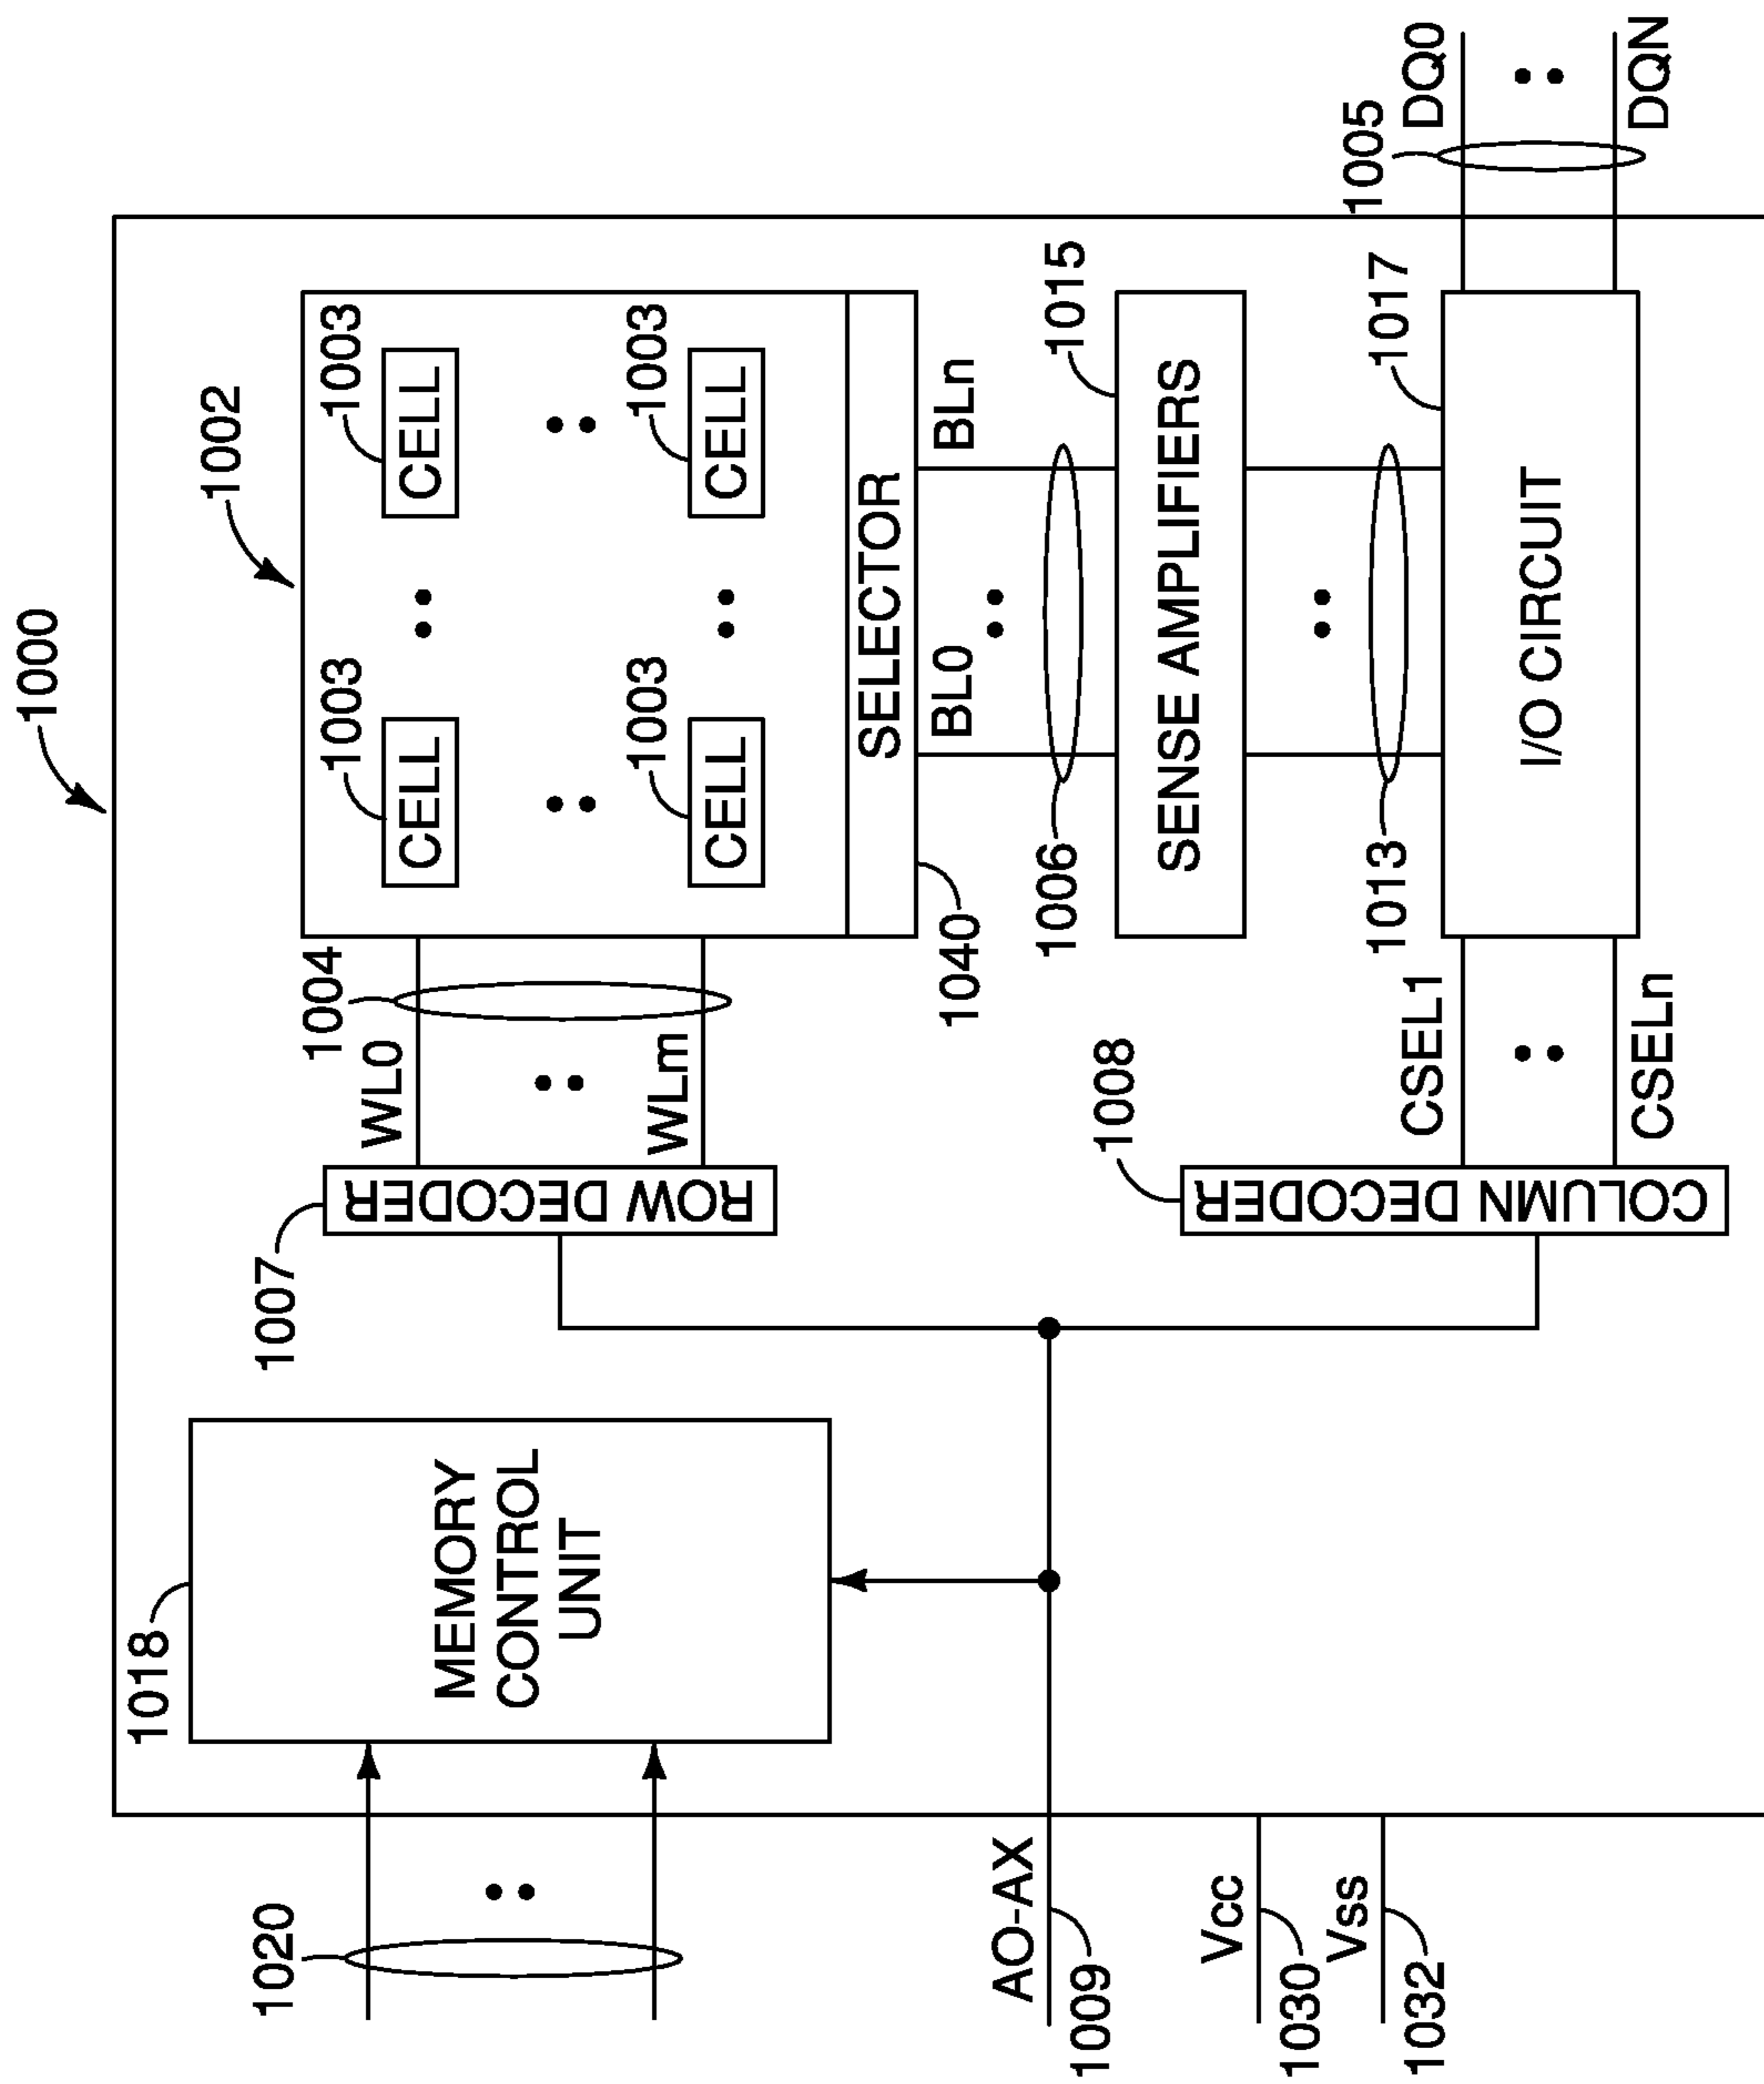 1000
1002
1018
1020
MEMORY
CONTROL
UNIT
1007
ROW DECODER
WL0
1004
WLm
1003
CELL
1003
CELL
1003
CELL
1003
CELL
SELECTOR
1040
BL0
BLn
1006
SENSE AMPLIFIERS
1015
AO-AX
1009
Vcc
1030
Vss
1032
1008
COLUMN DECODER
CSEL1
CSELn
1013
I/O CIRCUIT
1017
1005
DQ0
DQN